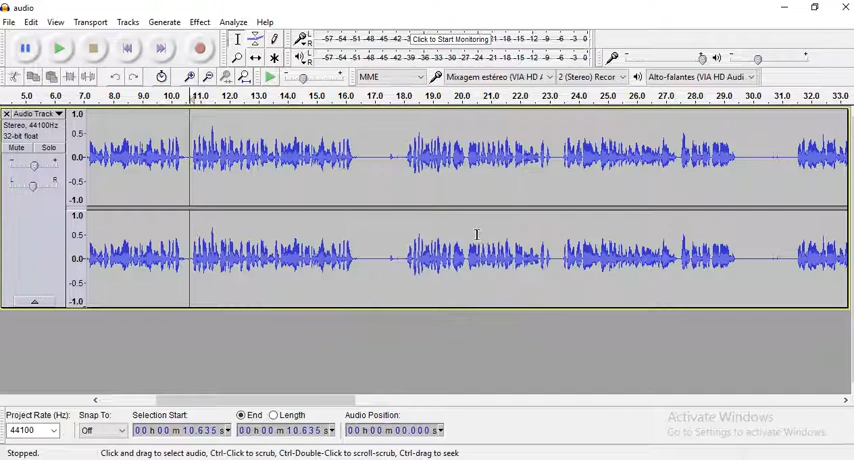 audio
File Edit View Transport Tracks Generate Effect Analyze Help
-57 -54 -51 -48 -45 -42 -3 Click to Start Monitoring 1 -18 -15 -12 -9 -6 -3 0
-57 -54 -51 -48 -45 -42 -39 -36 -33 -30 -27 -24 -21 -18 -15 -12 -9 -6 -3 0
MME Mixagem estéreo (VIA HD A 2 (Stereo) Recor Alto-falantes (VIA HD Audi
5.0 6.0 7.0 8.0 9.0 10.0 11.0 12.0 13.0 14.0 15.0 16.0 17.0 18.0 19.0 20.0 21.0 22.0 23.0 24.0 25.0 26.0 27.0 28.0 29.0 30.0 31.0 32.0 33.0
Audio Track
Stereo, 44100Hz
32-bit float
Mute Solo
- +
L R
1.0
0.5
0.0
-0.5
-1.0
1.0
0.5
0.0
-0.5
-1.0
Project Rate (Hz): Snap To: Selection Start: End Length Audio Position:
44100 Off 00 h 00 m 10.635 s 00 h 00 m 10.635 s 00 h 00 m 00.000 s
Activate Windows
Go to Settings to activate Windows.
Stopped. Click and drag to select audio, Ctrl-Click to scrub, Ctrl-Double-Click to scroll-scrub, Ctrl-drag to seek